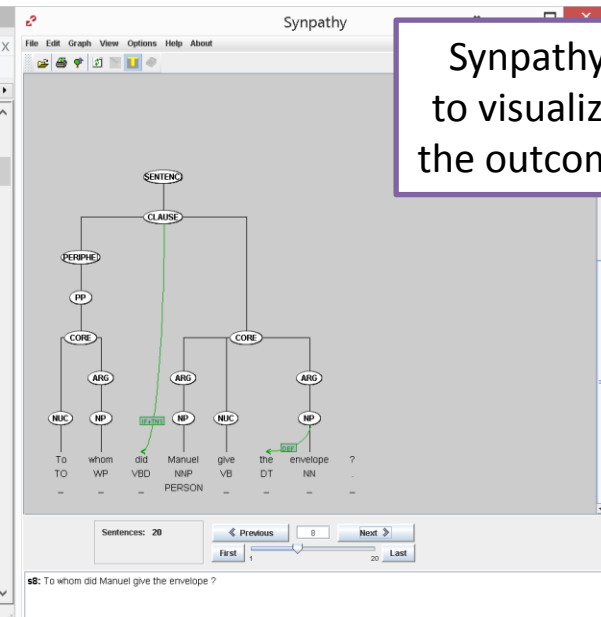 Synpathy
File Edit Graph View Options Help About
Synpathy
to visualiz
the outcom
SENTENC
CLAUSE
PERIPHE
PP
CORE CORE
ARG ARG ARG
NUC NP IF+TNS NP NUC NP
DEF
To whom did Manuel give the envelope ?
TO WP VBD NNP VB DT NN .
_ _ _ PERSON _ _ _
Sentences: 20
Previous 8 Next
First 1 20 Last
s8: To whom did Manuel give the envelope ?